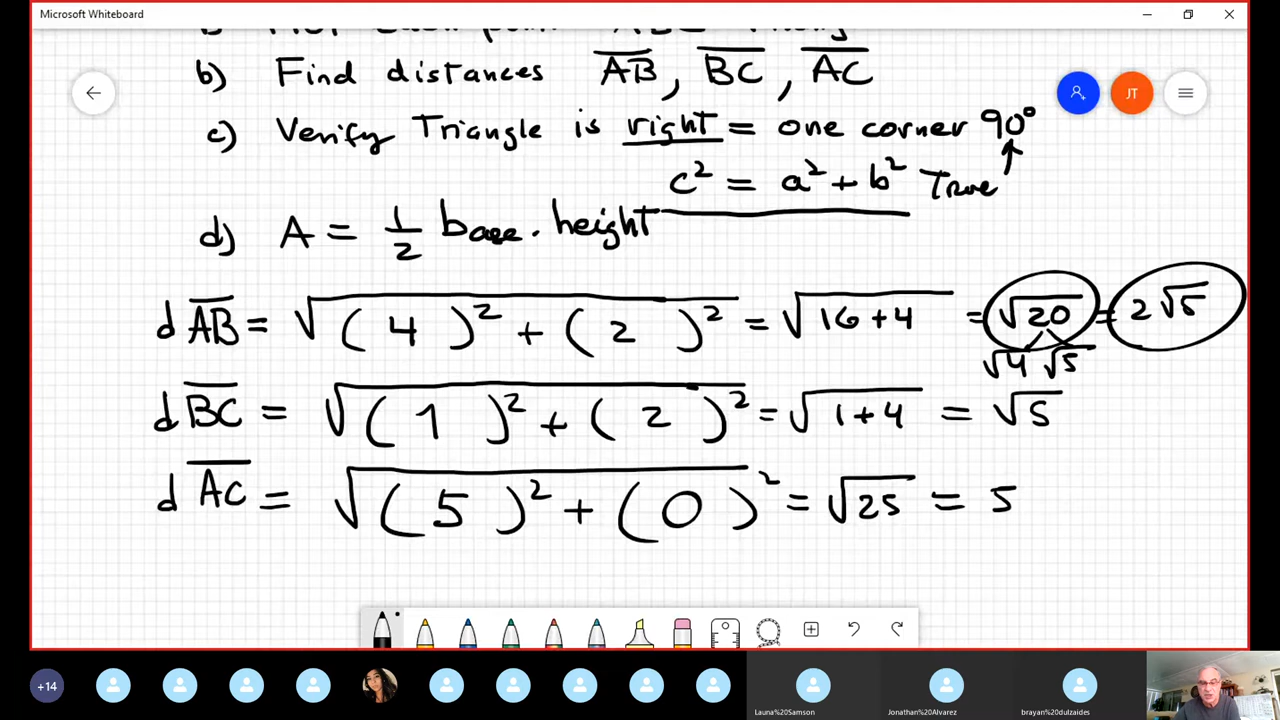 Microsoft Whiteboard
b) Find distances AB, BC, AC
JT
c) Verify Triangle is right = one corner 90°
c² = a² + b² True
d) A = 1/2 base · height
d AB = √(4)² + (2)² = √16+4 = √20 = 2√5
√4 √5
d BC = √(1)² + (2)² = √1+4 = √5
d AC = √(5)² + (0)² = √25 = 5
+14
Launa%20Samson
Jonathan%20Alvarez
brayan%20dulzaides